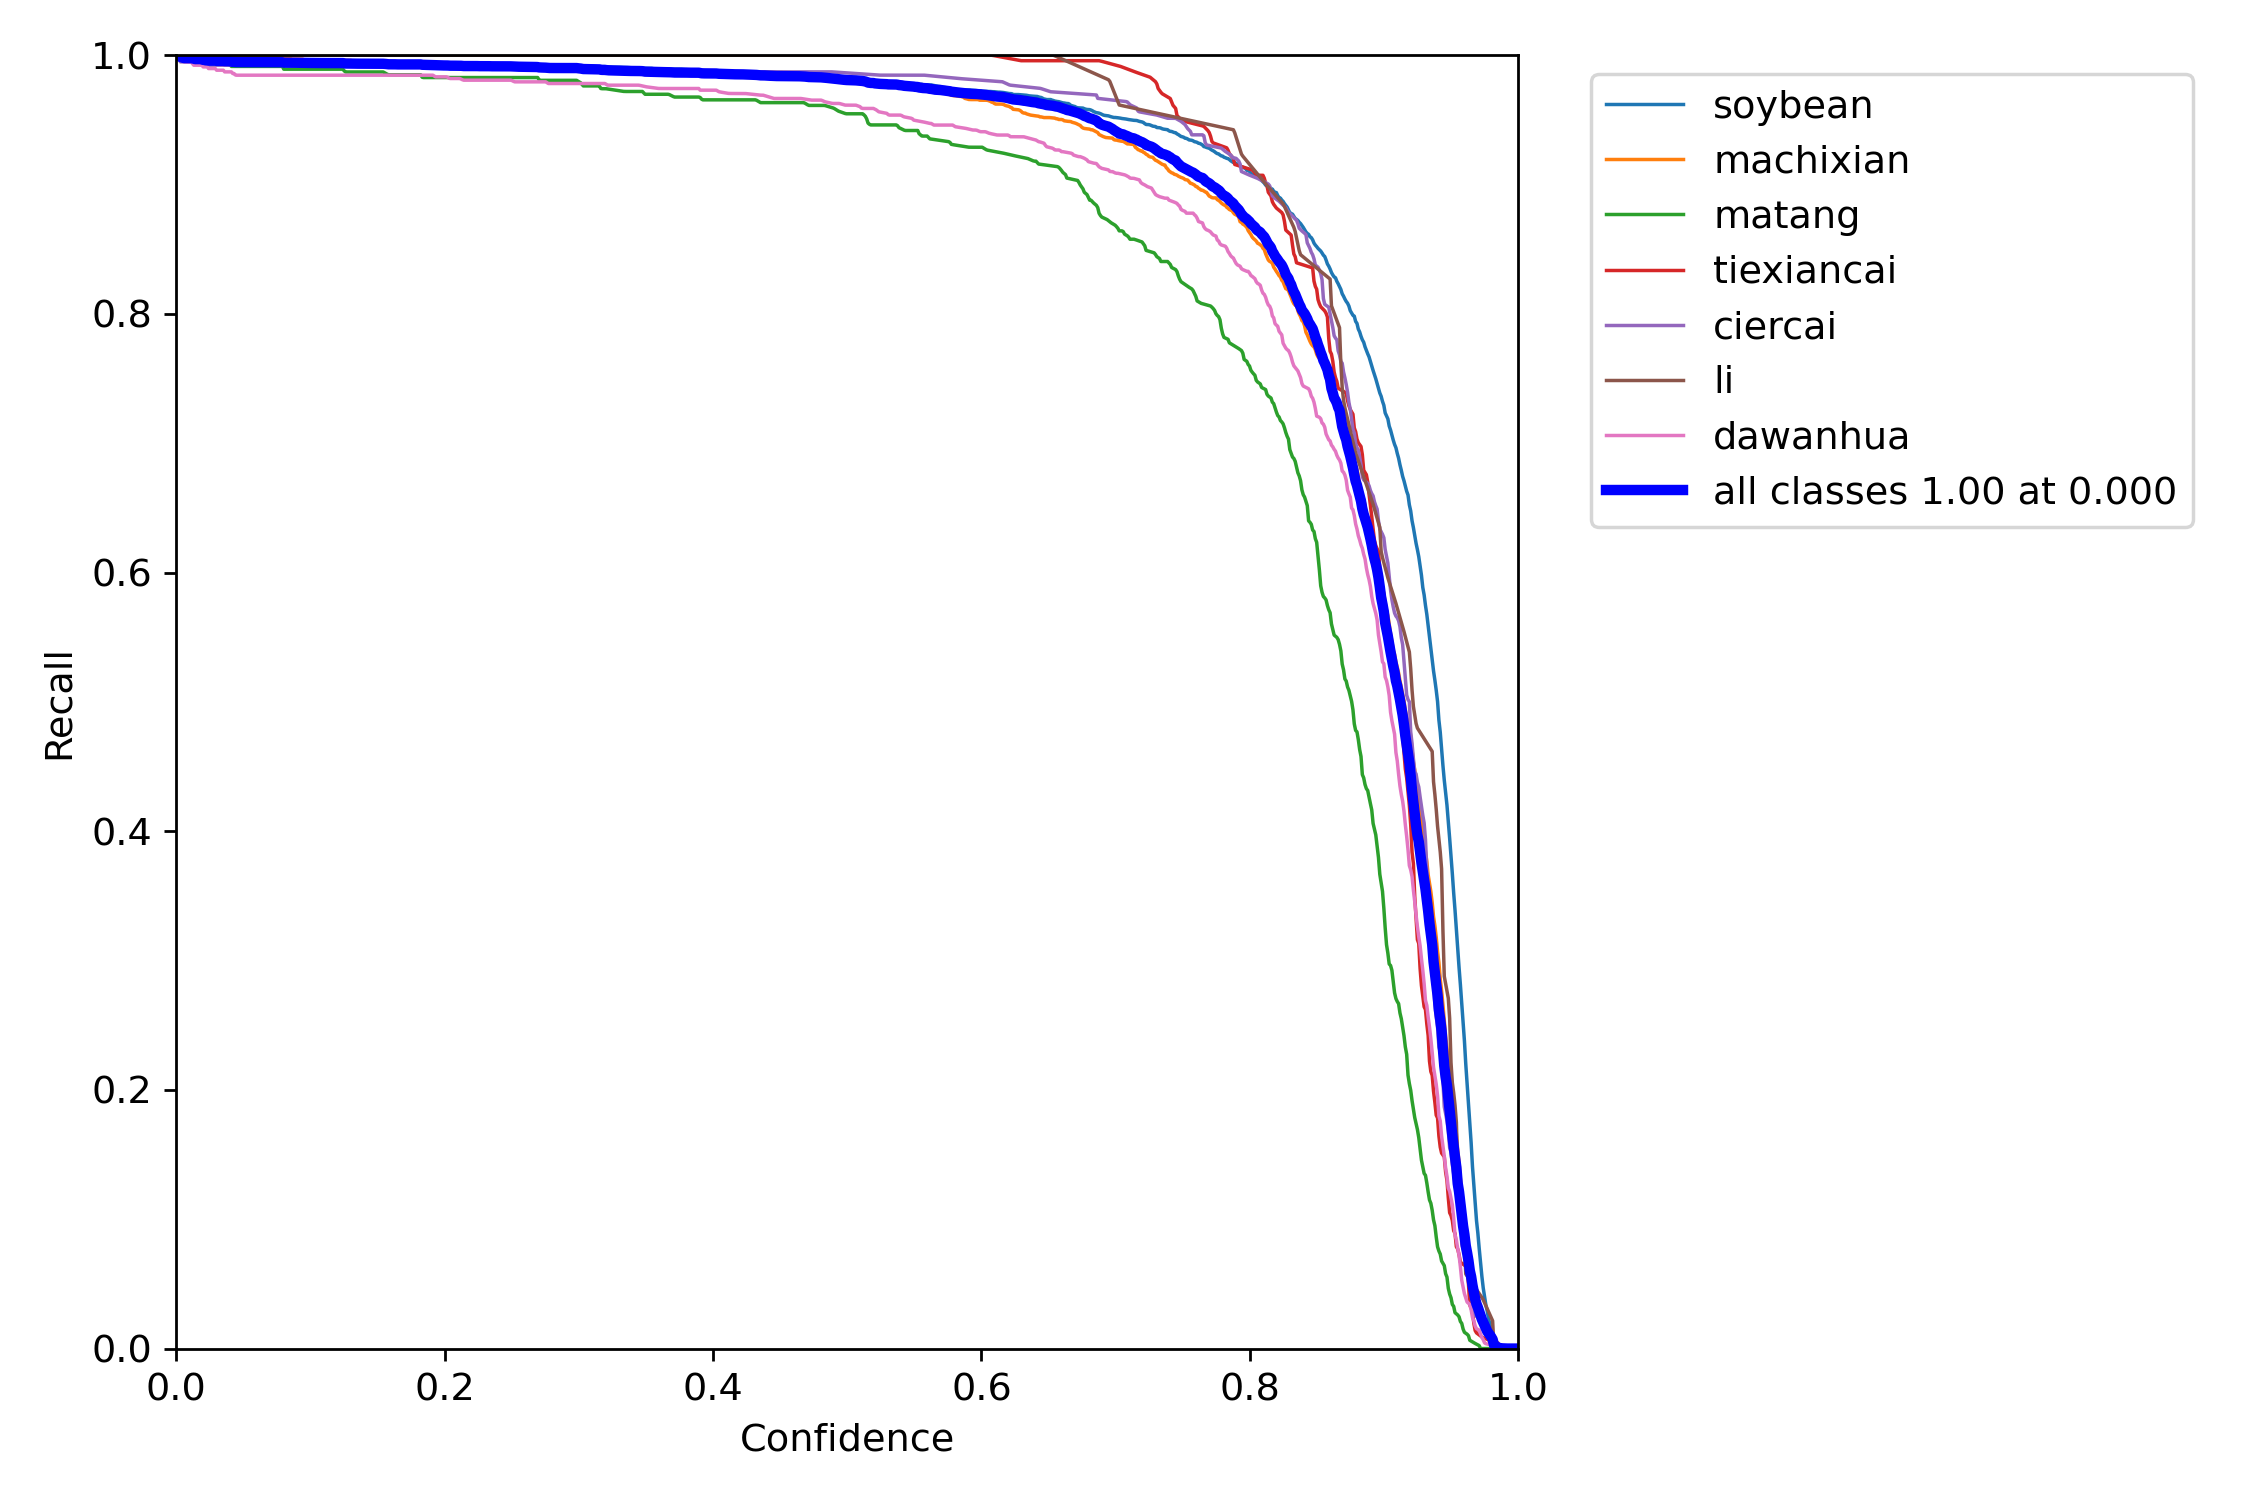 1.0
0.8
0.6
0.4
0.2
0.0
Recall
0.0 0.2 0.4 0.6 0.8 1.0
Confidence
soybean
machixian
matang
tiexiancai
ciercai
li
dawanhua
all classes 1.00 at 0.000